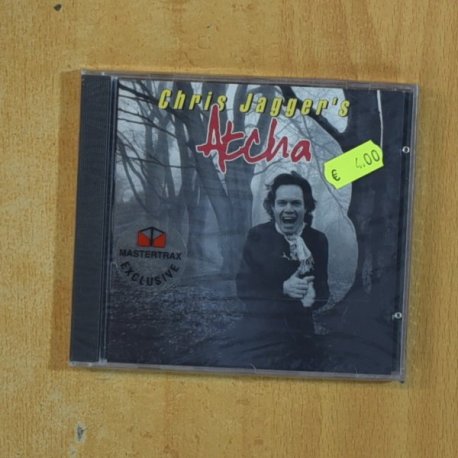 Chris Jagger's
Atcha
€ 4,00
MASTERTRAX
EXCLUSIVE